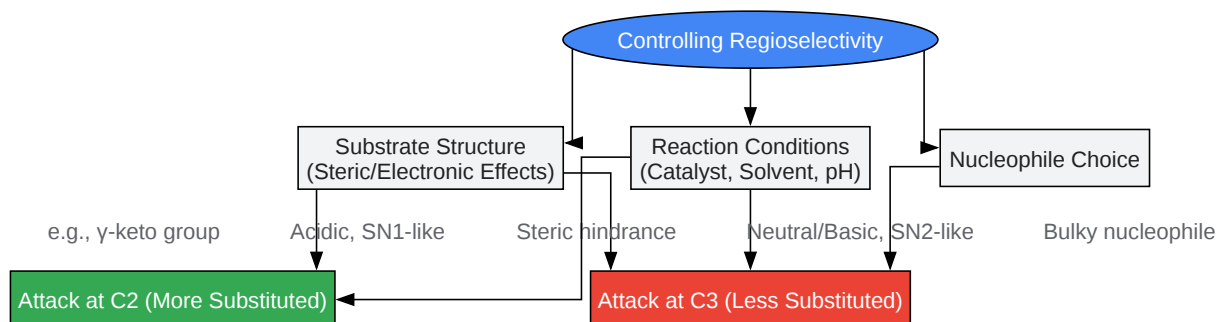 Controlling Regioselectivity
Substrate Structure
(Steric/Electronic Effects)
Reaction Conditions
(Catalyst, Solvent, pH)
Nucleophile Choice
e.g., γ-keto group
Acidic, SN1-like
Steric hindrance
Neutral/Basic, SN2-like
Bulky nucleophile
Attack at C2 (More Substituted)
Attack at C3 (Less Substituted)